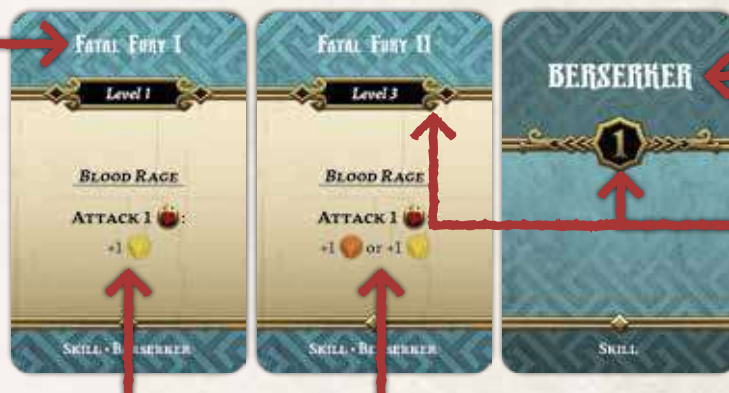 Fatal Fury I
Level 1
Blood Rage
Attack 1 :
+1
Skill • Berserker
Fatal Fury II
Level 3
Blood Rage
Attack 1 :
+1 or +1
Skill • Berserker
BERSERKER
1
Skill